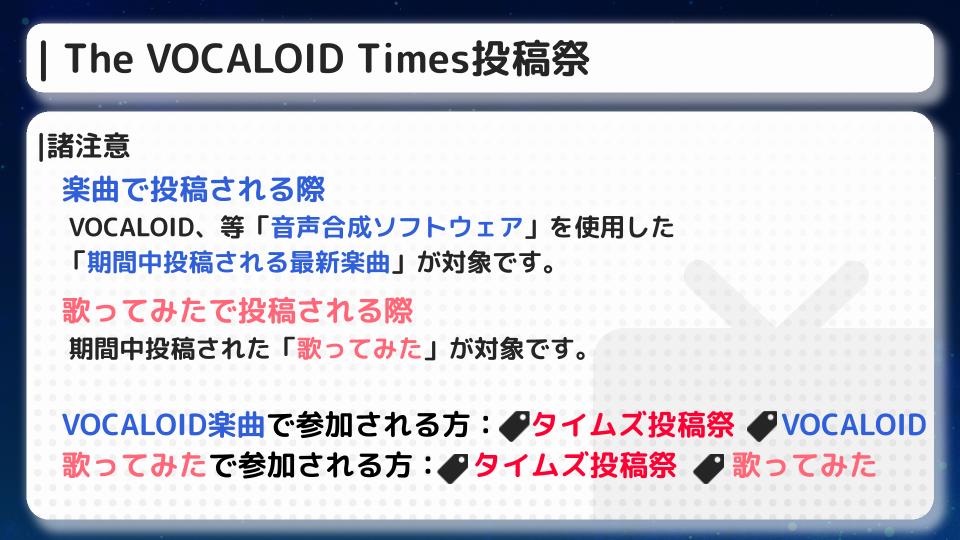 | The VOCALOID Times投稿祭
|諸注意
楽曲で投稿される際
VOCALOID、等「音声合成ソフトウェア」を使用した
「期間中投稿される最新楽曲」が対象です。
歌ってみたで投稿される際
期間中投稿された「歌ってみた」が対象です。
VOCALOID楽曲で参加される方：タイムズ投稿祭 VOCALOID
歌ってみたで参加される方：タイムズ投稿祭 歌ってみた